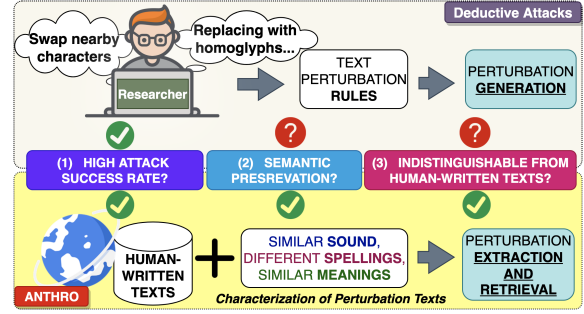 Deductive Attacks
Swap nearby
characters
Replacing with
homoglyphs...
Researcher
TEXT
PERTURBATION
RULES
PERTURBATION
GENERATION
?
?
(1) HIGH ATTACK
SUCCESS RATE?
(2) SEMANTIC
PRESREVATION?
(3) INDISTINGUISHABLE FROM
HUMAN-WRITTEN TEXTS?
HUMAN-
WRITTEN
TEXTS
+
SIMILAR SOUND,
DIFFERENT SPELLINGS,
SIMILAR MEANINGS
PERTURBATION
EXTRACTION
AND
RETRIEVAL
ANTHRO
Characterization of Perturbation Texts